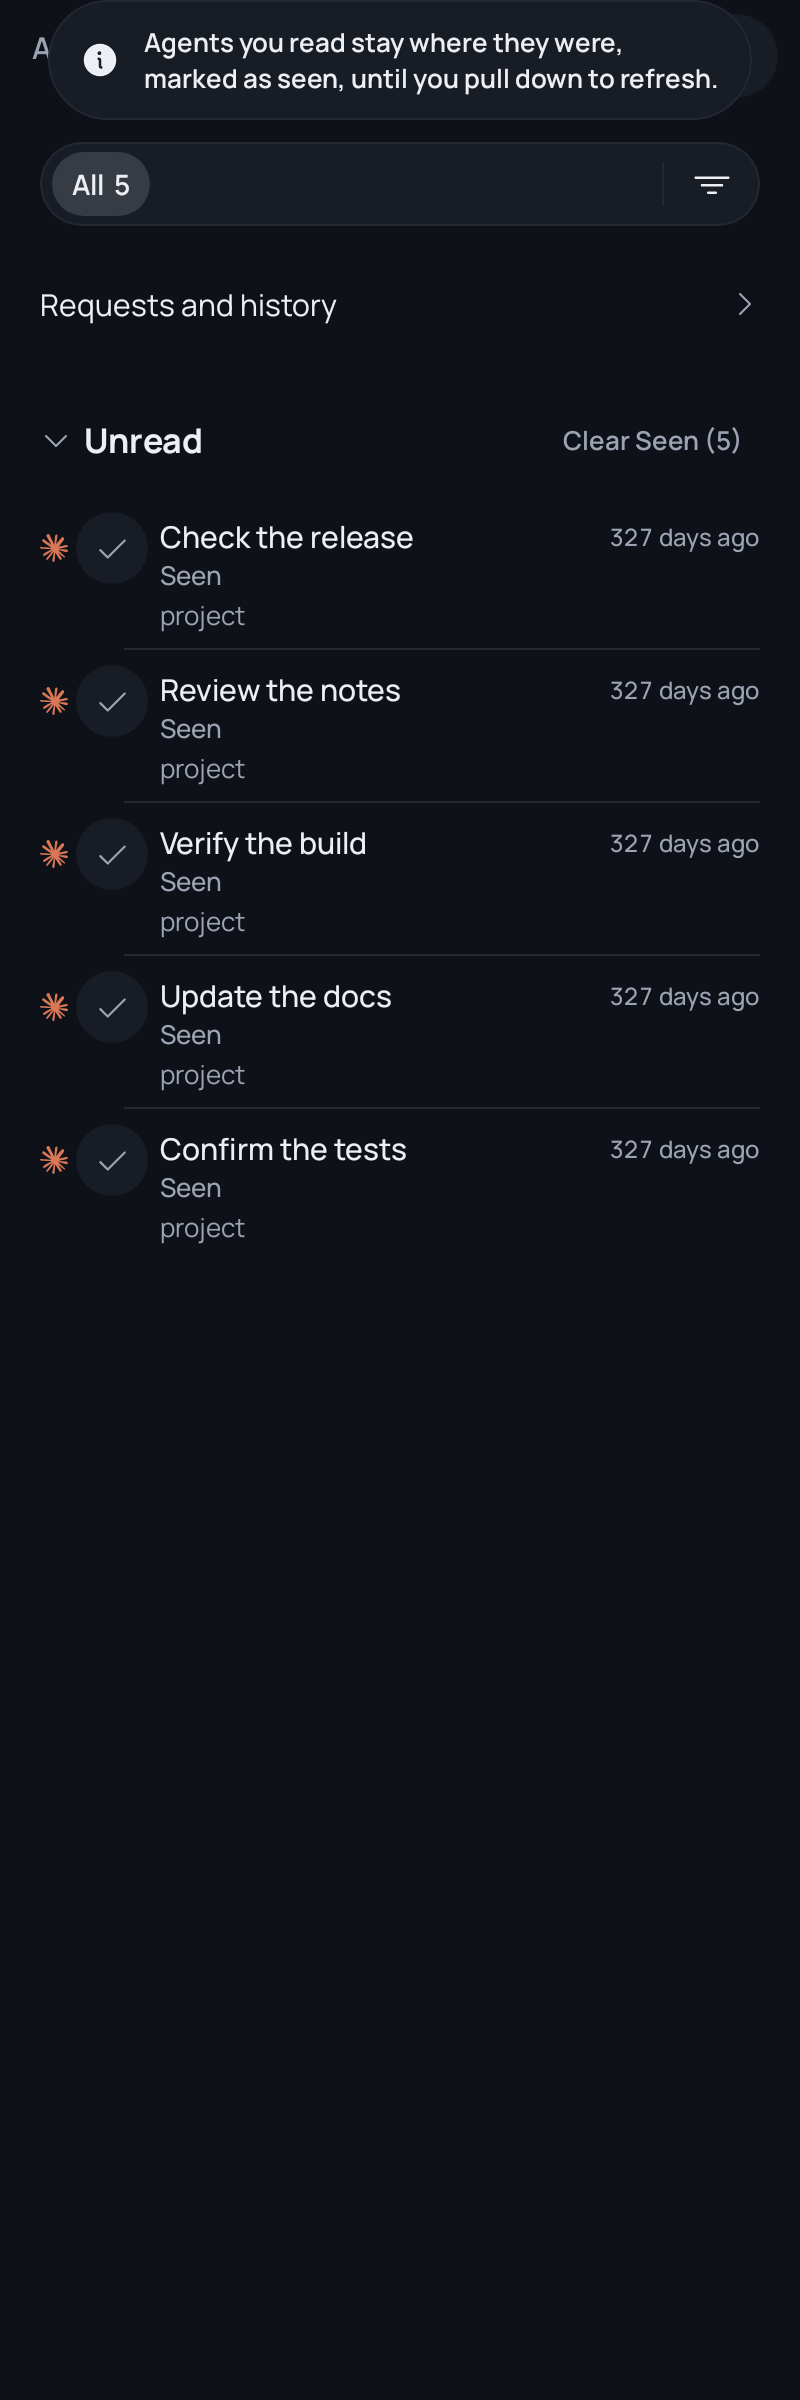 Agents you read stay where they were,
marked as seen, until you pull down to refresh.
All 5
Requests and history
Unread
Clear Seen (5)
Check the release
327 days ago
Seen
project
Review the notes
327 days ago
Seen
project
Verify the build
327 days ago
Seen
project
Update the docs
327 days ago
Seen
project
Confirm the tests
327 days ago
Seen
project